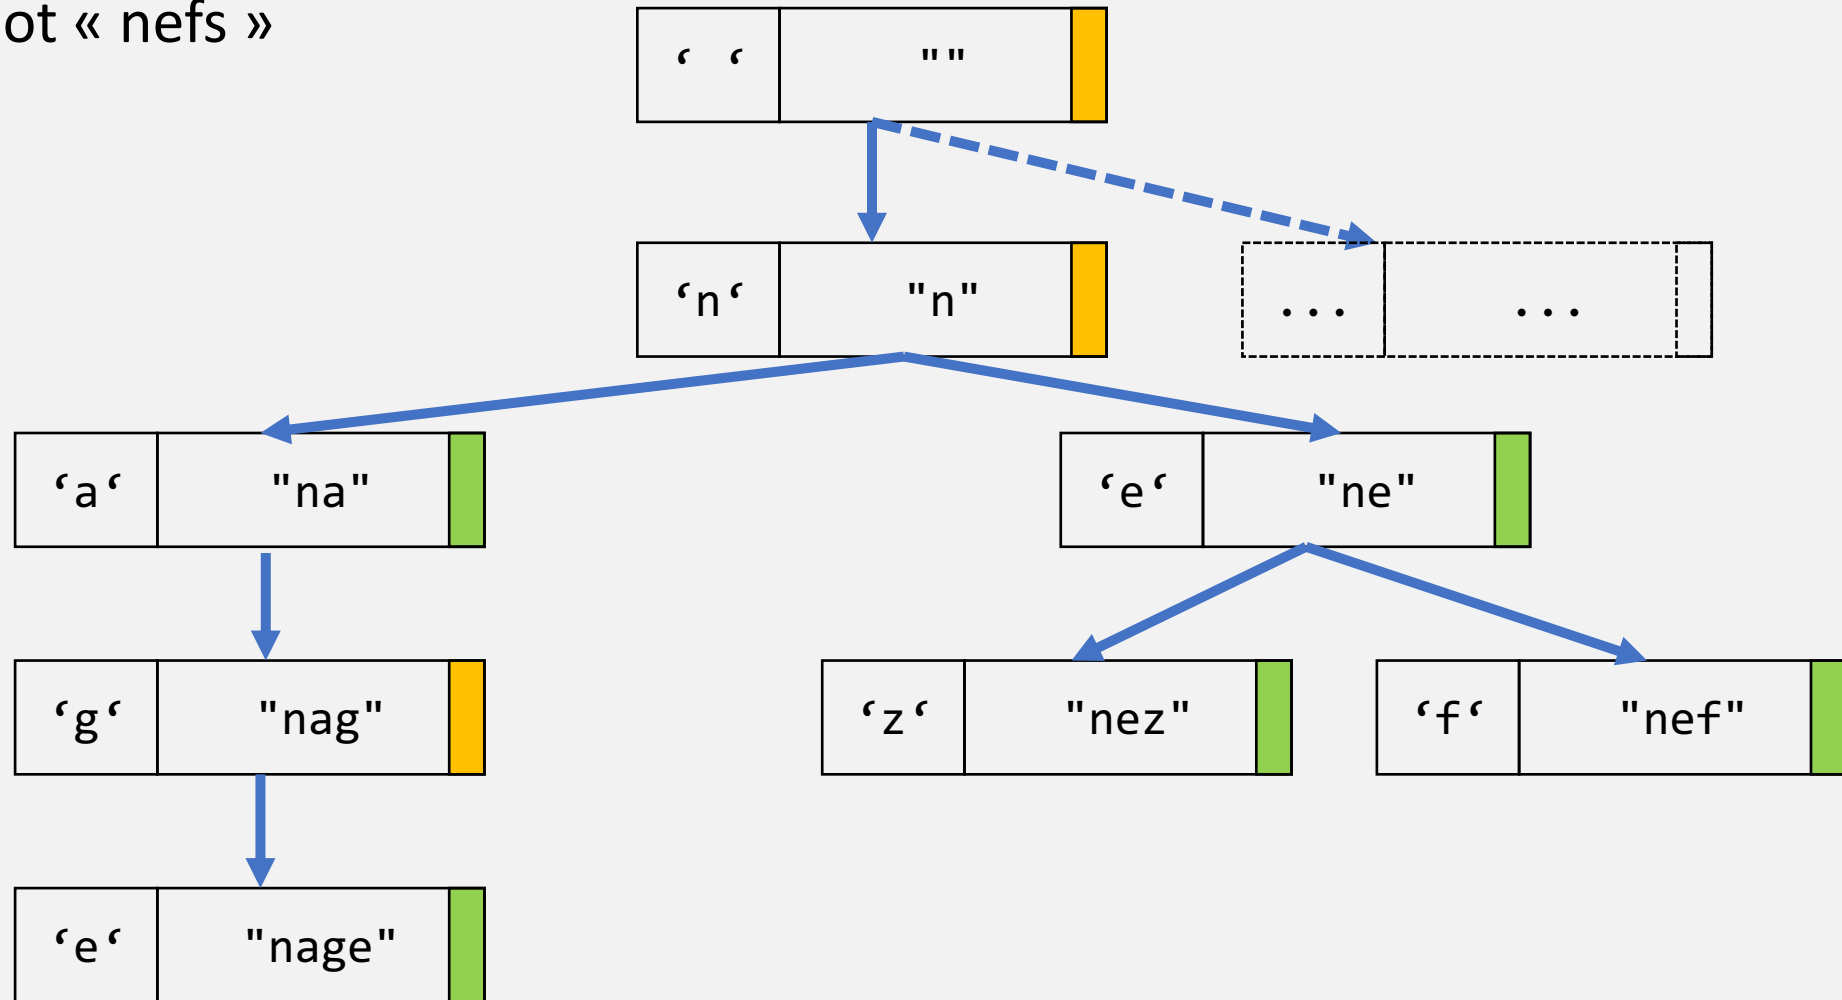 ot « nefs »
‘ ‘ ""
‘n‘ "n"
... ...
‘a‘ "na"
‘e‘ "ne"
‘g‘ "nag"
‘z‘ "nez"
‘f‘ "nef"
‘e‘ "nage"